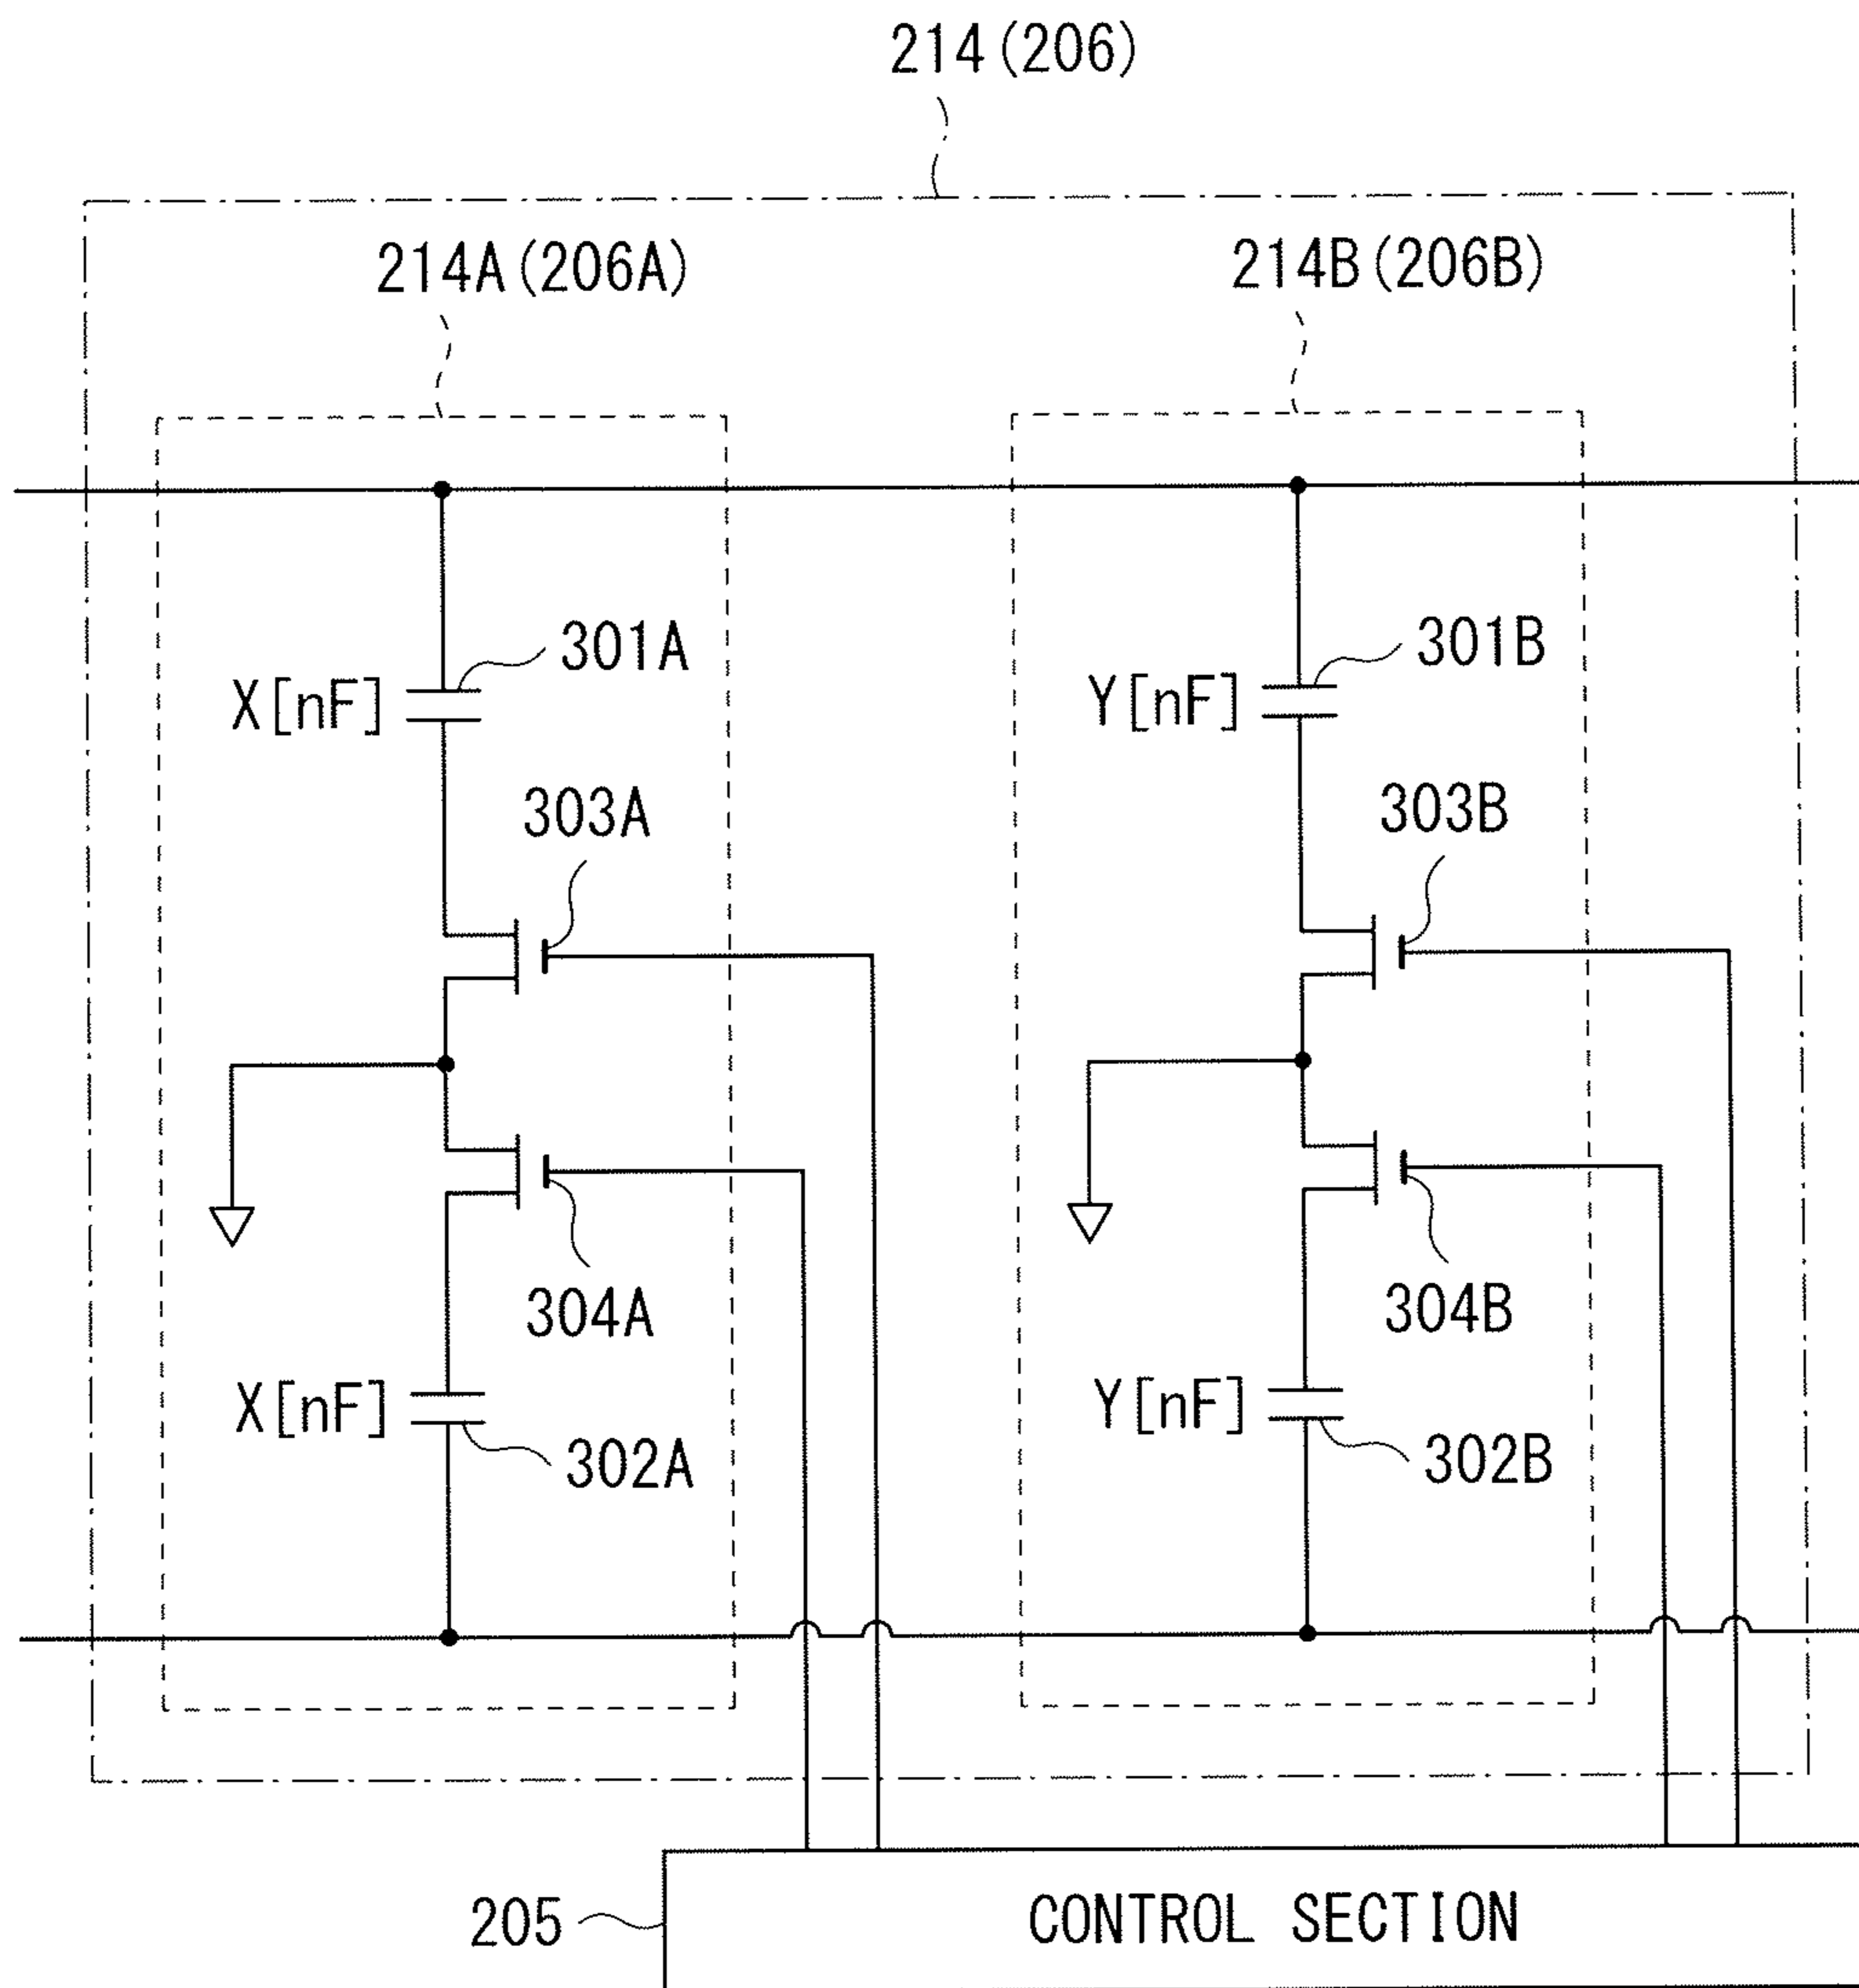 214(206)
214A(206A)
214B(206B)
301A
X[nF]
301B
Y[nF]
303A
303B
304A
304B
X[nF]
302A
Y[nF]
302B
205
CONTROL SECTION